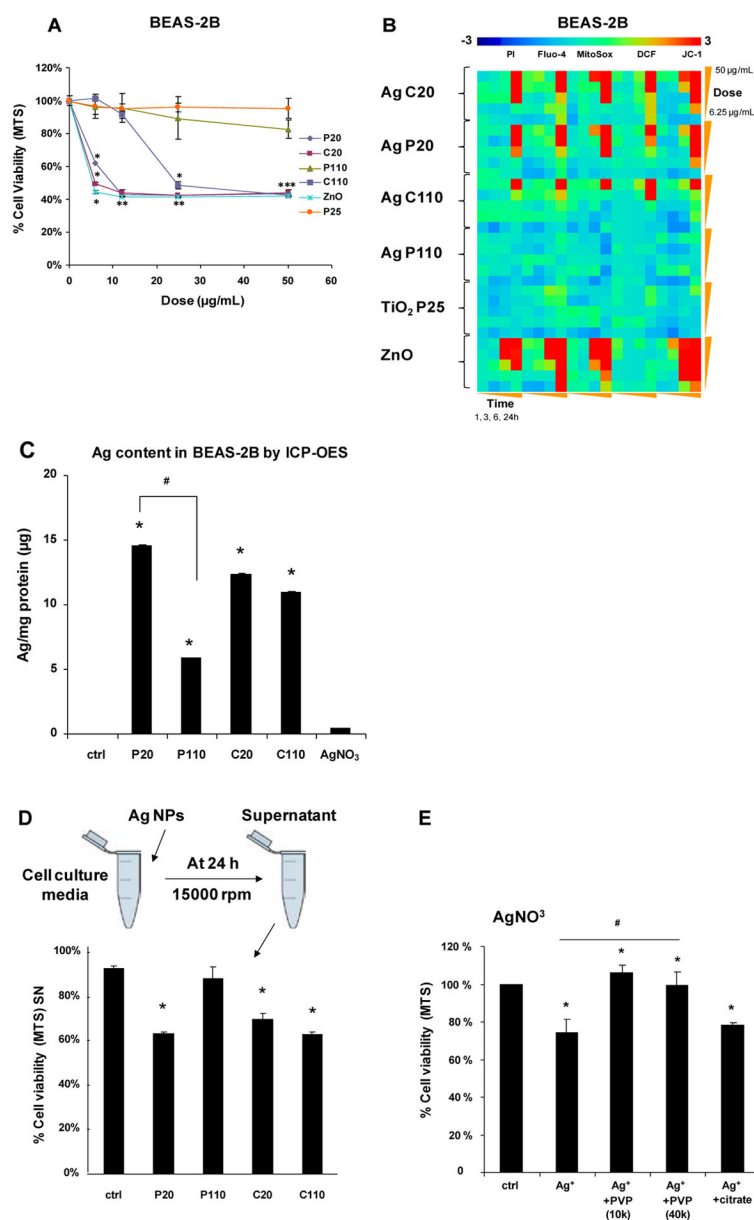 A
BEAS-2B
120%
100%
80%
60%
40%
20%
0%
0 10 20 30 40 50 60
% Cell Viability (MTS)
Dose (µg/mL)
*
*
*
**
*
**
***
P20
C20
P110
C110
ZnO
P25
B
BEAS-2B
-3 3
PI Fluo-4 MitoSox DCF JC-1
Ag C20
Ag P20
Ag C110
Ag P110
TiO₂ P25
ZnO
50 µg/mL
Dose
6.25 µg/mL
Time
1, 3, 6, 24h
C
Ag content in BEAS-2B by ICP-OES
20
15
10
5
0
Ag/mg protein (µg)
#
* * * *
ctrl P20 P110 C20 C110 AgNO₃
D
Ag NPs Supernatant
Cell culture
media
At 24 h
15000 rpm
100%
80%
60%
40%
20%
0%
% Cell viability (MTS) SN
* * *
ctrl P20 P110 C20 C110
E
AgNO³
#
120 %
100 %
80 %
60 %
40 %
20 %
0 %
% Cell viability (MTS)
* * * *
ctrl Ag⁺ Ag⁺ Ag⁺ Ag⁺
+PVP +PVP +citrate
(10k) (40k)